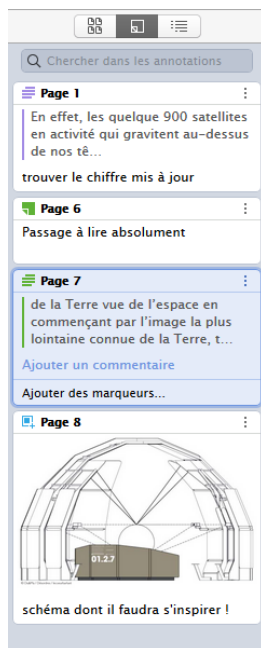 Chercher dans les annotations
Page 1
En effet, les quelque 900 satellites
en activité qui gravitent au-dessus
de nos tê...
trouver le chiffre mis à jour
Page 6
Passage à lire absolument
Page 7
de la Terre vue de l'espace en
commençant par l'image la plus
lointaine connue de la Terre, t...
Ajouter un commentaire
Ajouter des marqueurs...
Page 8
01.2.7
schéma dont il faudra s'inspirer !